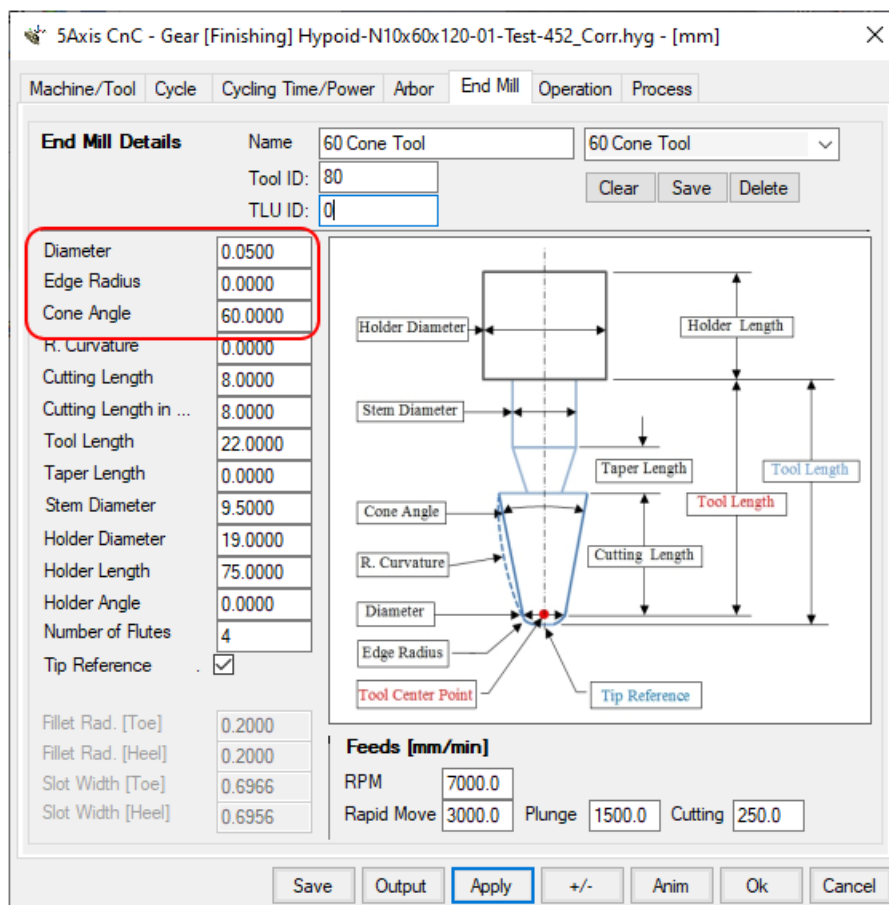 5Axis CnC - Gear [Finishing] Hypoid-N10x60x120-01-Test-452_Corr.hyg - [mm]
Machine/Tool Cycle Cycling Time/Power Arbor End Mill Operation Process
End Mill Details Name 60 Cone Tool 60 Cone Tool
Tool ID: 80
Clear Save Delete
TLU ID: 0
Diameter 0.0500
Edge Radius 0.0000
Cone Angle 60.0000
R. Curvature 0.0000
Cutting Length 8.0000
Cutting Length in ... 8.0000
Tool Length 22.0000
Taper Length 0.0000
Stem Diameter 9.5000
Holder Diameter 19.0000
Holder Length 75.0000
Holder Angle 0.0000
Number of Flutes 4
Tip Reference .
Holder Diameter
Holder Length
Stem Diameter
Taper Length
Tool Length
Tool Length
Cone Angle
Cutting Length
R. Curvature
Diameter
Edge Radius
Tool Center Point
Tip Reference
Fillet Rad. [Toe] 0.2000
Fillet Rad. [Heel] 0.2000
Slot Width [Toe] 0.6966
Slot Width [Heel] 0.6956
Feeds [mm/min]
RPM 7000.0
Rapid Move 3000.0 Plunge 1500.0 Cutting 250.0
Save Output Apply +/- Anim Ok Cancel